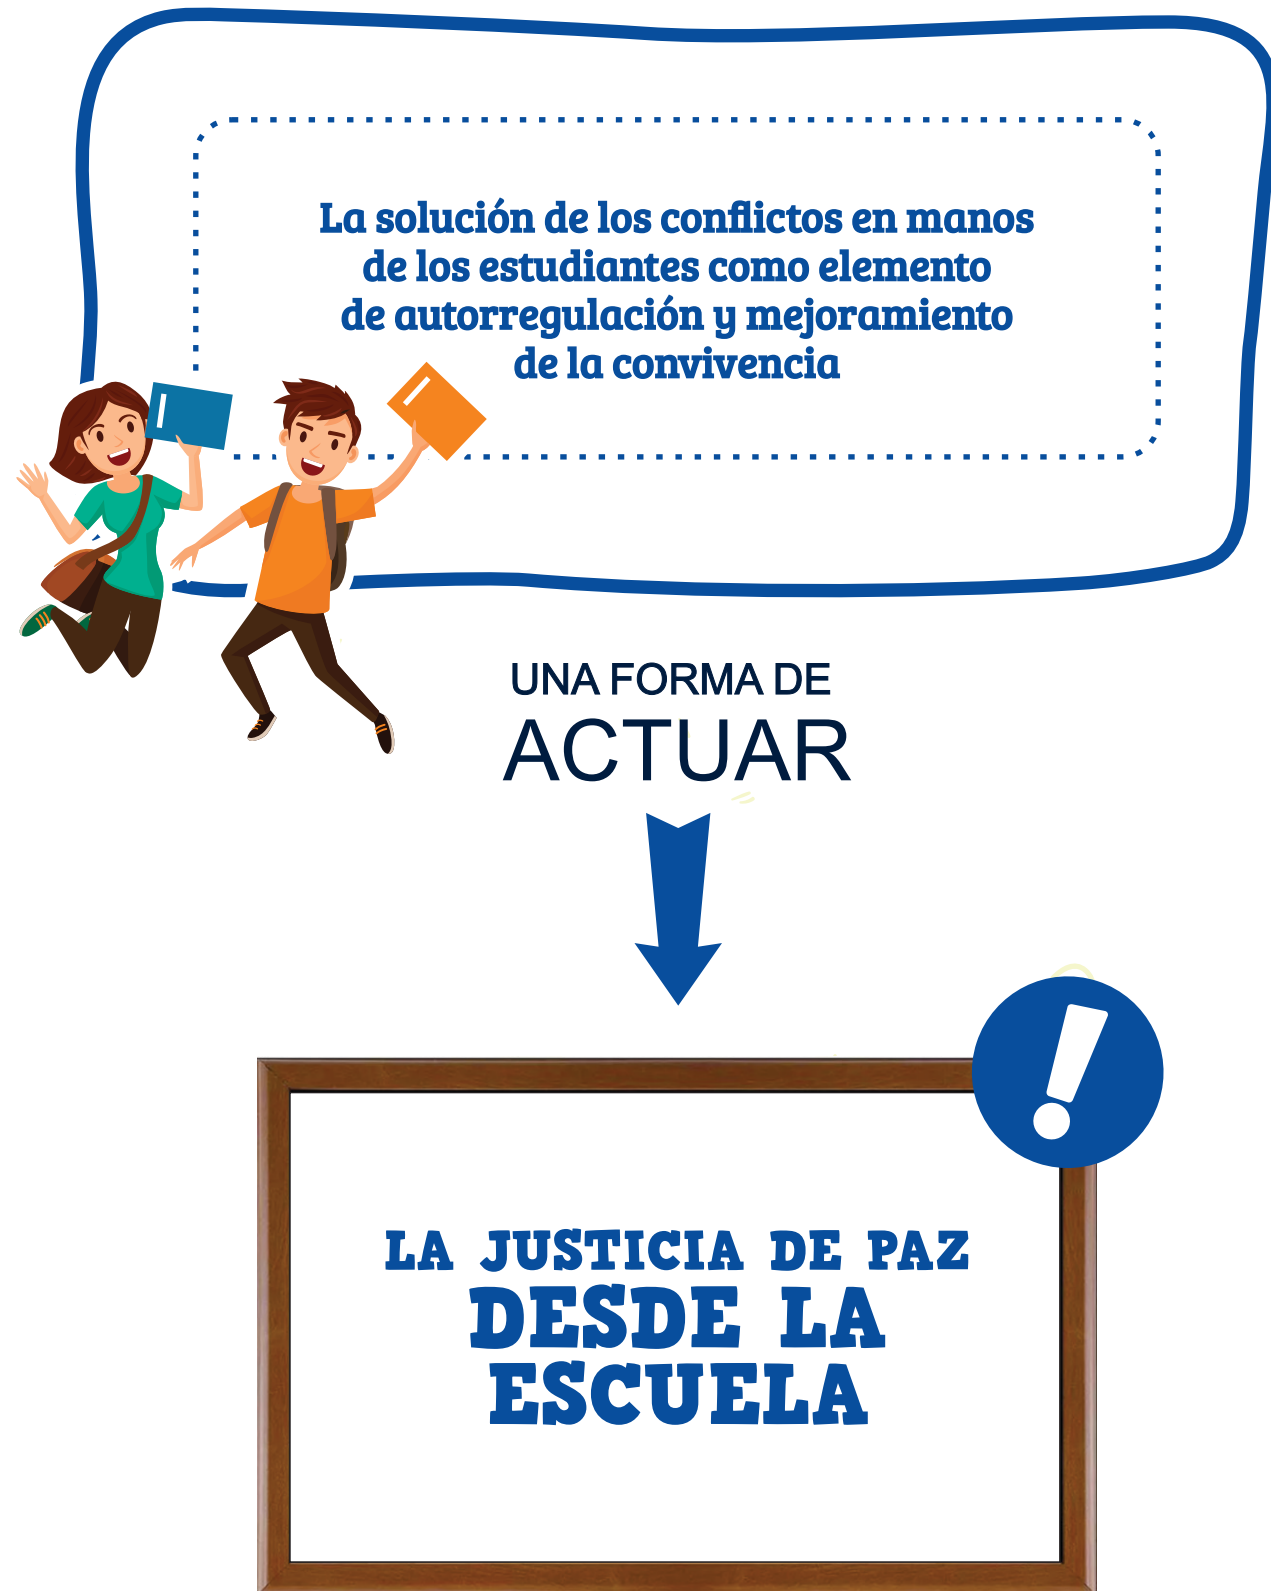 La solución de los conflictos en manos
de los estudiantes como elemento
de autorregulación y mejoramiento
de la convivencia
UNA FORMA DE
ACTUAR
!
LA JUSTICIA DE PAZ
DESDE LA
ESCUELA